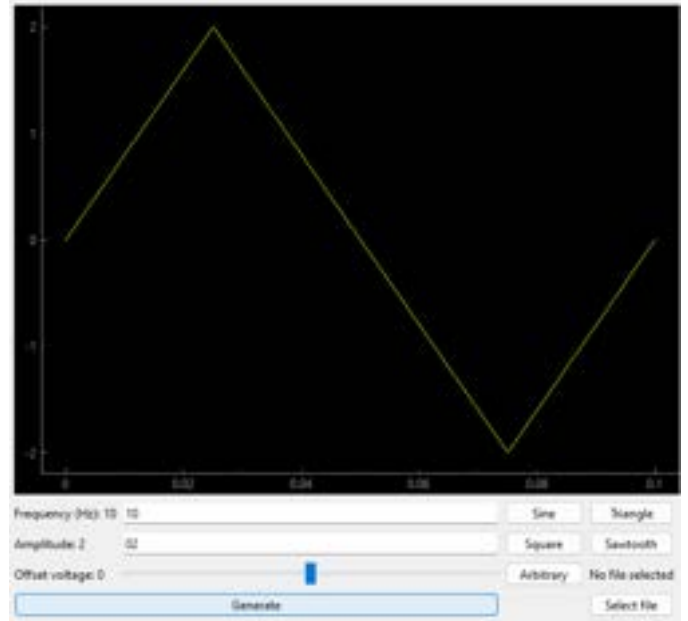 2
1
0
-1
-2
0 0.02 0.04 0.06 0.08 0.1
Frequency (Hz): 10 10 Sine Triangle
Amplitude: 2 02 Square Sawtooth
Offset voltage: 0 Arbitrary No file selected
Generate Select file